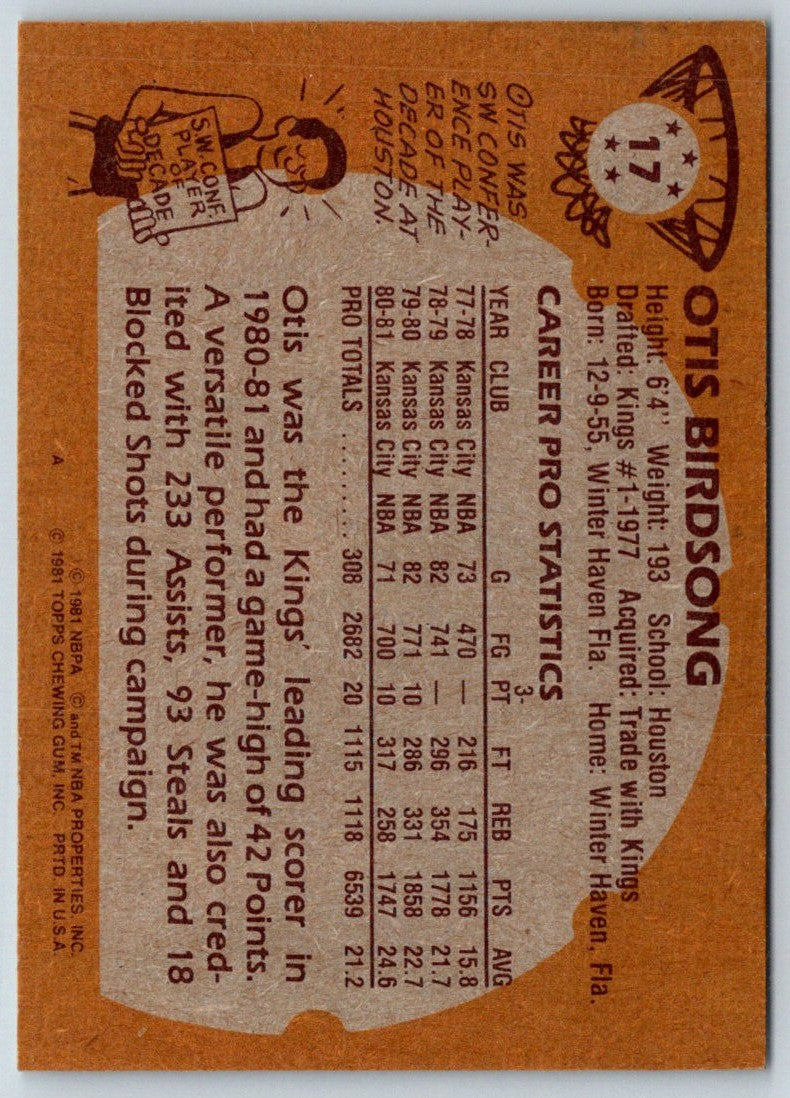 17
OTIS BIRDSONG
Height: 6'4" Weight: 193 School: Houston
Drafted: Kings #1-1977 Acquired: Trade with Kings
Born: 12-9-55, Winter Haven Fla. Home: Winter Haven, Fla.
CAREER PRO STATISTICS
YEAR CLUB G FG 3-PT FT REB PTS AVG
77-78 Kansas City NBA 73 470 — 216 175 1156 15.8
78-79 Kansas City NBA 82 741 — 296 354 1778 21.7
79-80 Kansas City NBA 82 771 10 286 331 1858 22.7
80-81 Kansas City NBA 71 700 10 317 258 1747 24.6
PRO TOTALS .......... 308 2682 20 1115 1118 6539 21.2
OTIS WAS
SW CONFER-
ENCE PLAY-
ER OF THE
DECADE AT
HOUSTON.
S.W. CONF.
PLAYER
OF
DECADE
Otis was the Kings' leading scorer in
1980-81 and had a game-high of 42 Points.
A versatile performer, he was also cred-
ited with 233 Assists, 93 Steals and 18
Blocked Shots during campaign.
© 1981 NBPA © and TM NBA PROPERTIES, INC.
A © 1981 TOPPS CHEWING GUM, INC. PRTD. IN U.S.A.